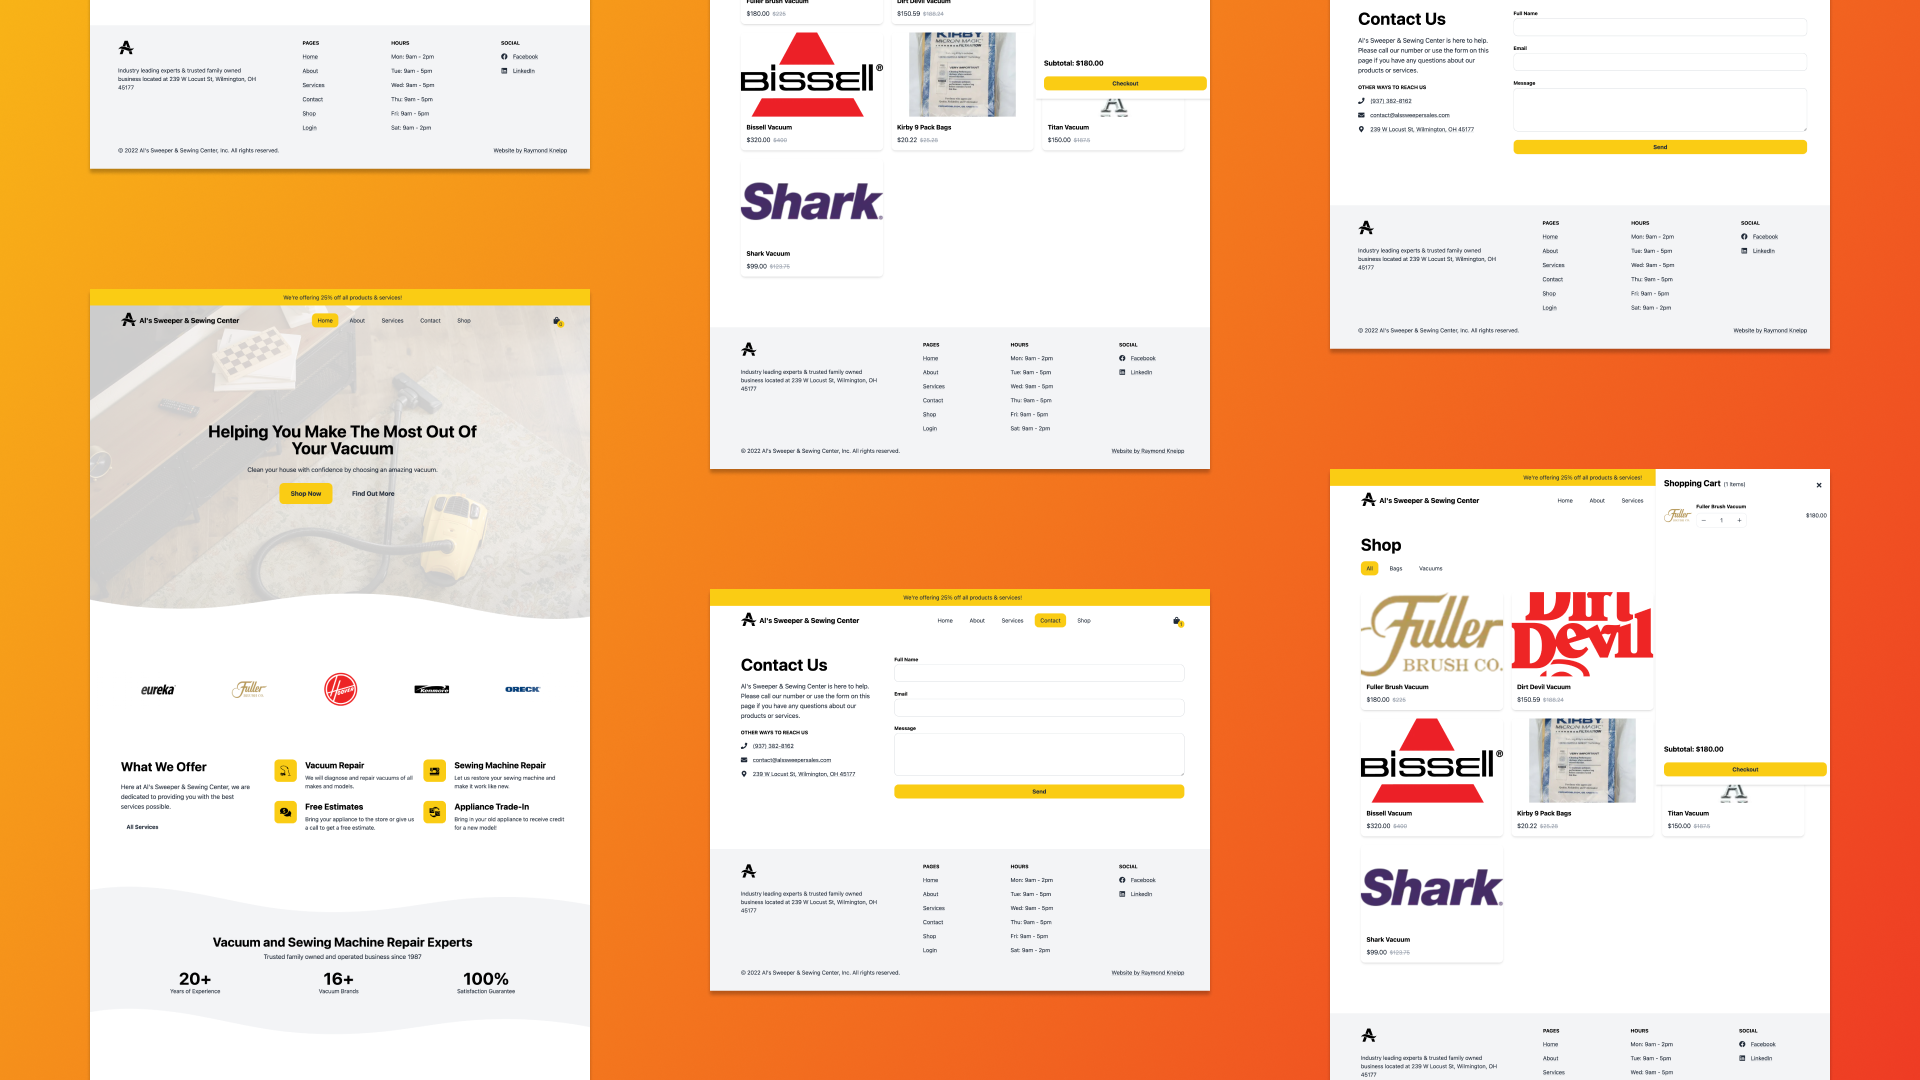 PAGES
HOURS
SOCIAL
Industry leading experts & trusted family owned
business located at 239 W Locust St, Wilmington, OH
45177
Home
About
Services
Contact
Shop
Login
Mon: 9am - 2pm
Tue: 9am - 5pm
Wed: 9am - 5pm
Thu: 9am - 5pm
Fri: 9am - 5pm
Sat: 9am - 2pm
Facebook
LinkedIn
© 2022 Al's Sweeper & Sewing Center, Inc. All rights reserved.
Website by Raymond Kneipp
We're offering 25% off all products & services!
Al's Sweeper & Sewing Center
Home About Services Contact Shop
0
Helping You Make The Most Out Of
Your Vacuum
Clean your house with confidence by choosing an amazing vacuum.
Shop Now Find Out More
eureka Fuller Hoover Kenmore ORECK
What We Offer
Here at Al's Sweeper & Sewing Center, we are
dedicated to providing you with the best
services possible.
All Services
Vacuum Repair
We will diagnose and repair vacuums of all
makes and models.
Sewing Machine Repair
Let us restore your sewing machine and
make it work like new.
Free Estimates
Bring your appliance to the store or give us
a call to get a free estimate.
Appliance Trade-In
Bring in your old appliance to receive credit
for a new model!
Vacuum and Sewing Machine Repair Experts
Trusted family owned and operated business since 1987
20+ 16+ 100%
Years of Experience Vacuum Brands Satisfaction Guarantee
Fuller Brush Vacuum Dirt Devil Vacuum
$180.00 $225 $150.59 $188.24
Subtotal: $180.00
Checkout
BISSELL®
KIRBY
MICRON MAGIC
Bissell Vacuum Kirby 9 Pack Bags Titan Vacuum
$320.00 $400 $20.22 $25.28 $150.00 $187.5
Shark
Shark Vacuum
$99.00 $123.75
PAGES
HOURS
SOCIAL
Industry leading experts & trusted family owned
business located at 239 W Locust St, Wilmington, OH
45177
Home
About
Services
Contact
Shop
Login
Mon: 9am - 2pm
Tue: 9am - 5pm
Wed: 9am - 5pm
Thu: 9am - 5pm
Fri: 9am - 5pm
Sat: 9am - 2pm
Facebook
LinkedIn
© 2022 Al's Sweeper & Sewing Center, Inc. All rights reserved.
Website by Raymond Kneipp
We're offering 25% off all products & services!
Al's Sweeper & Sewing Center
Home About Services Contact Shop
1
Contact Us
Al's Sweeper & Sewing Center is here to help.
Please call our number or use the form on this
page if you have any questions about our
products or services.
OTHER WAYS TO REACH US
(937) 382-8162
contact@alssweepersales.com
239 W Locust St, Wilmington, OH 45177
Full Name
Email
Message
Send
PAGES
HOURS
SOCIAL
Industry leading experts & trusted family owned
business located at 239 W Locust St, Wilmington, OH
45177
Home
About
Services
Contact
Shop
Login
Mon: 9am - 2pm
Tue: 9am - 5pm
Wed: 9am - 5pm
Thu: 9am - 5pm
Fri: 9am - 5pm
Sat: 9am - 2pm
Facebook
LinkedIn
© 2022 Al's Sweeper & Sewing Center, Inc. All rights reserved.
Website by Raymond Kneipp
Contact Us
Al's Sweeper & Sewing Center is here to help.
Please call our number or use the form on this
page if you have any questions about our
products or services.
OTHER WAYS TO REACH US
(937) 382-8162
contact@alssweepersales.com
239 W Locust St, Wilmington, OH 45177
Full Name
Email
Message
Send
PAGES
HOURS
SOCIAL
Industry leading experts & trusted family owned
business located at 239 W Locust St, Wilmington, OH
45177
Home
About
Services
Contact
Shop
Login
Mon: 9am - 2pm
Tue: 9am - 5pm
Wed: 9am - 5pm
Thu: 9am - 5pm
Fri: 9am - 5pm
Sat: 9am - 2pm
Facebook
LinkedIn
© 2022 Al's Sweeper & Sewing Center, Inc. All rights reserved.
Website by Raymond Kneipp
We're offering 25% off all products & services!
Al's Sweeper & Sewing Center
Home About Services
Shopping Cart (1 items)
Fuller
Fuller Brush Vacuum
− 1 +
$180.00
Shop
All Bags Vacuums
Fuller
BRUSH CO.
Dirt
Devil
Fuller Brush Vacuum Dirt Devil Vacuum
$180.00 $225 $150.59 $188.24
BISSELL®
KIRBY
MICRON MAGIC
Subtotal: $180.00
Checkout
Bissell Vacuum Kirby 9 Pack Bags Titan Vacuum
$320.00 $400 $20.22 $25.28 $150.00 $187.5
Shark
Shark Vacuum
$99.00 $123.75
PAGES
HOURS
SOCIAL
Industry leading experts & trusted family owned
business located at 239 W Locust St, Wilmington, OH
45177
Home
About
Services
Mon: 9am - 2pm
Tue: 9am - 5pm
Wed: 9am - 5pm
Facebook
LinkedIn